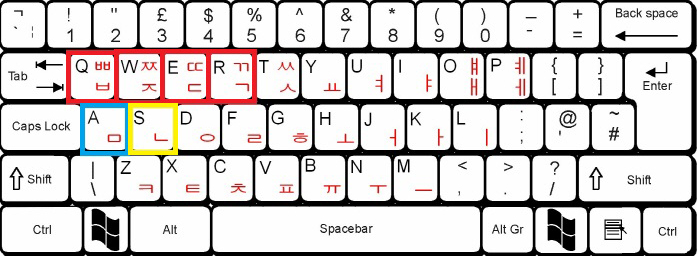 ¬ ! " £ $ % ^ & * ( ) _ + Back space
` ¦ 1 2 3 4 5 6 7 8 9 0 - =
Tab Q ㅃ W ㅉ E ㄸ R ㄲ T ㅆ Y U I O ㅒ P ㅖ { }
ㅂ ㅈ ㄷ ㄱ ㅅ ㅛ ㅕ ㅑ ㅐ ㅔ [ ] Enter
Caps Lock A S D F G H J K L : @ ~
ㅁ ㄴ ㅇ ㄹ ㅎ ㅗ ㅓ ㅏ ㅣ ; ' #
Shift | Z X C V B N M < > ? Shift
\ ㅋ ㅌ ㅊ ㅍ ㅠ ㅜ ㅡ , . /
Ctrl Alt Spacebar Alt Gr Ctrl